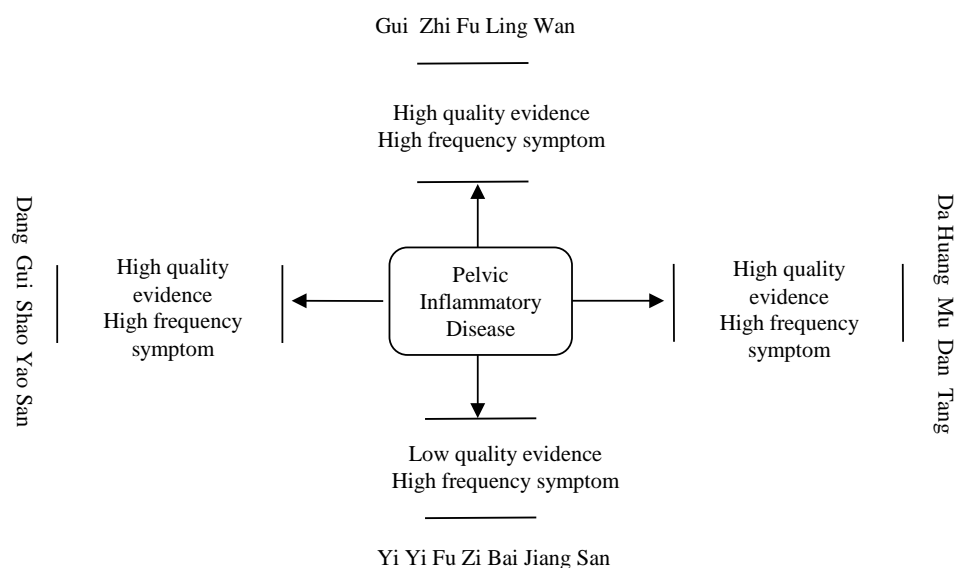 Gui Zhi Fu Ling Wan
High quality evidence
High frequency symptom
Dang Gui Shao Yao San
High quality
evidence
High frequency
symptom
Pelvic
Inflammatory
Disease
High quality
evidence
High frequency
symptom
Da Huang Mu Dan Tang
Low quality evidence
High frequency symptom
Yi Yi Fu Zi Bai Jiang San